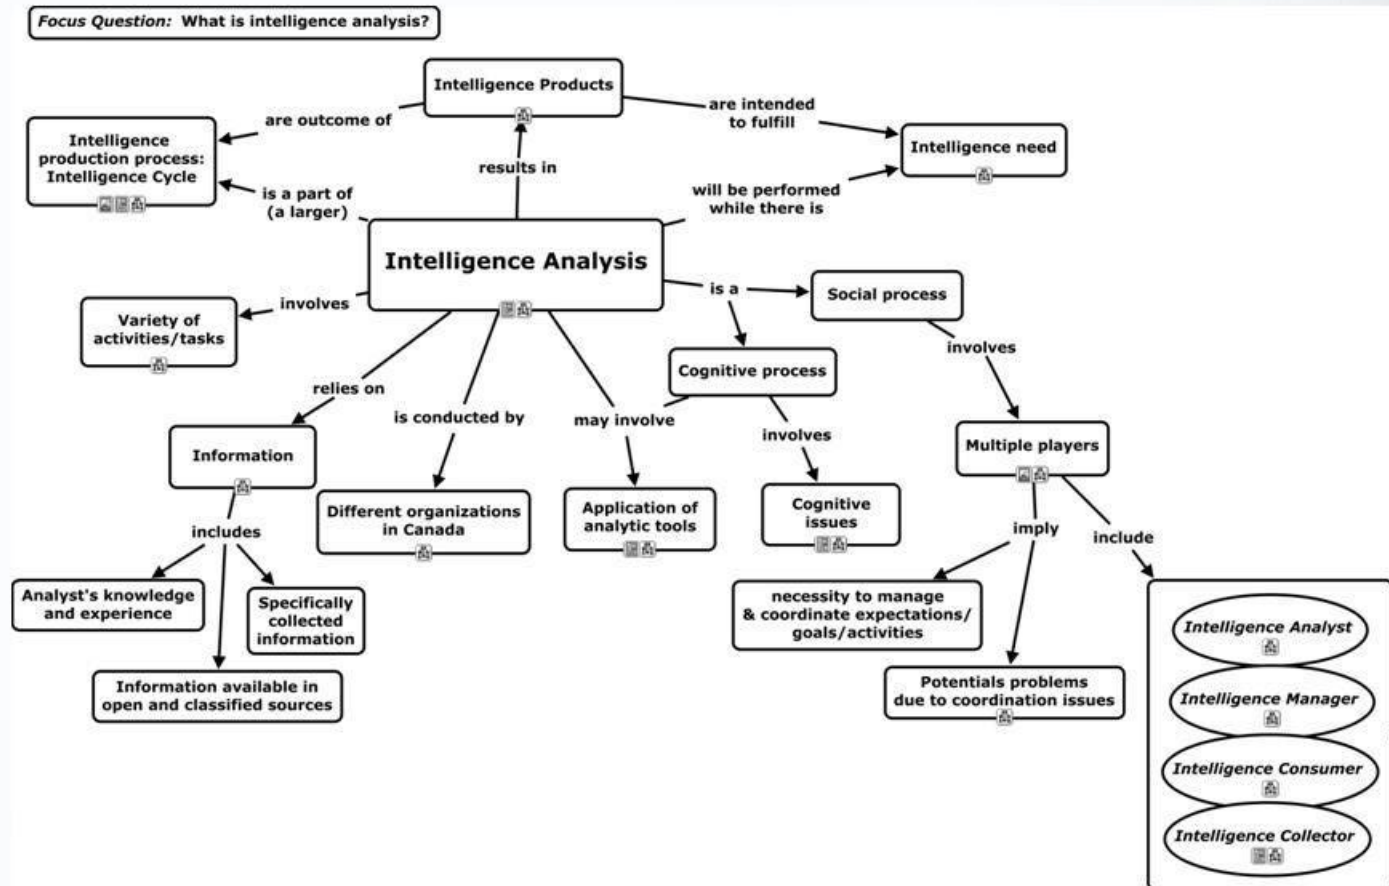 Focus Question: What is intelligence analysis?
Intelligence Products
are outcome of
are intended
to fulfill
Intelligence
production process:
Intelligence Cycle
Intelligence need
results in
is a part of
(a larger)
will be performed
while there is
Intelligence Analysis
is a
Social process
involves
Variety of
activities/tasks
involves
Cognitive process
relies on
is conducted by
may involve
involves
Information
Multiple players
Different organizations
in Canada
Application of
analytic tools
Cognitive
issues
includes
imply
include
Analyst's knowledge
and experience
Specifically
collected
information
necessity to manage
& coordinate expectations/
goals/activities
Information available in
open and classified sources
Potentials problems
due to coordination issues
Intelligence Analyst
Intelligence Manager
Intelligence Consumer
Intelligence Collector